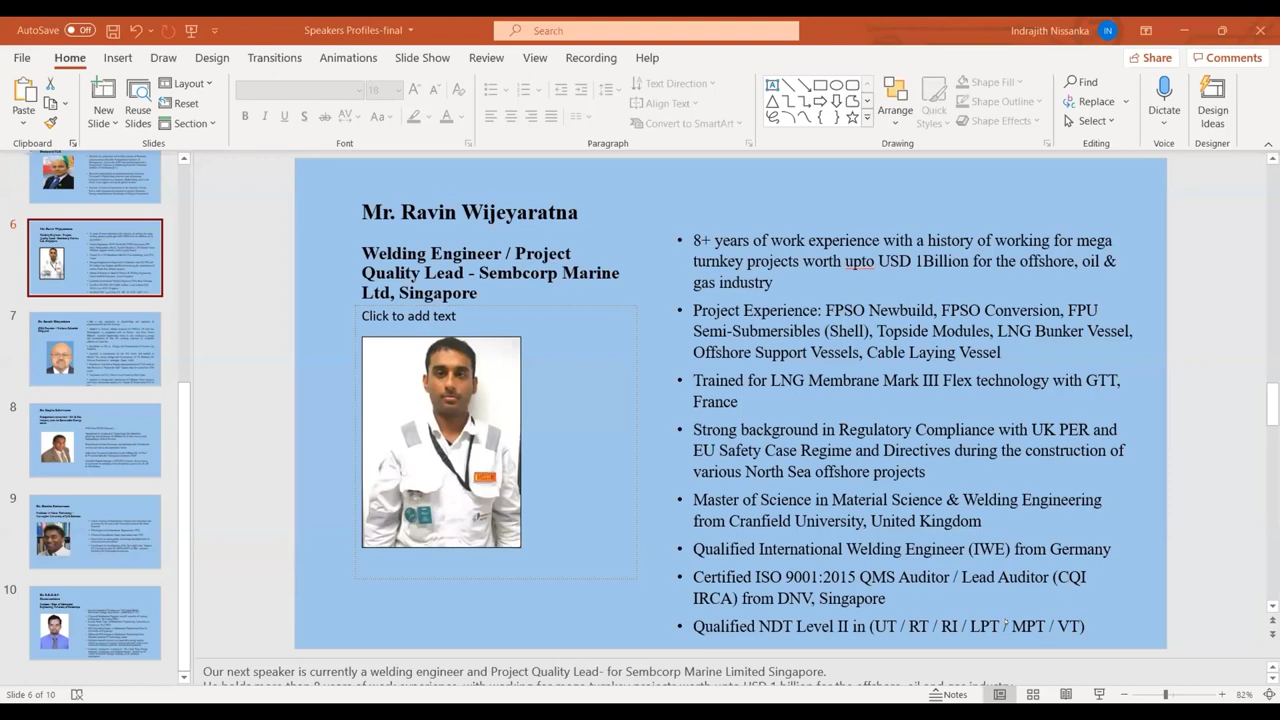 AutoSave Off
Speakers Profiles-final
Search
Indrajith Nissanka IN
File Home Insert Draw Design Transitions Animations Slide Show Review View Recording Help Share Comments
Paste
New Slide
Reuse Slides
Layout
Reset
Section
18
Text Direction
Align Text
Convert to SmartArt
Arrange
Quick Styles
Shape Fill
Shape Outline
Shape Effects
Find
Replace
Select
Dictate
Design Ideas
Clipboard Slides Font Paragraph Drawing Editing Voice Designer
6
7
8
9
10
Mr. Ravin Wijeyaratna
Welding Engineer / Project
Quality Lead - Sembcorp Marine
Ltd, Singapore
Click to add text
• 8+ years of work experience with a history of working for mega
turnkey projects worth upto USD 1Billion for the offshore, oil &
gas industry
• Project Experience: FPSO Newbuild, FPSO Conversion, FPU
Semi-Submersibles (Shell), Topside Modules, LNG Bunker Vessel,
Offshore Support Vessels, Cable Laying Vessel
• Trained for LNG Membrane Mark III Flex technology with GTT,
France
• Strong background in Regulatory Compliance with UK PER and
EU Safety Case Regime and Directives during the construction of
various North Sea offshore projects
• Master of Science in Material Science & Welding Engineering
from Cranfield University, United Kingdom
• Qualified International Welding Engineer (IWE) from Germany
• Certified ISO 9001:2015 QMS Auditor / Lead Auditor (CQI
IRCA) from DNV, Singapore
• Qualified NDT Level II in (UT / RT / RFI / PT / MPT / VT)
Our next speaker is currently a welding engineer and Project Quality Lead- for Sembcorp Marine Limited Singapore.
Slide 6 of 10
Notes
82%